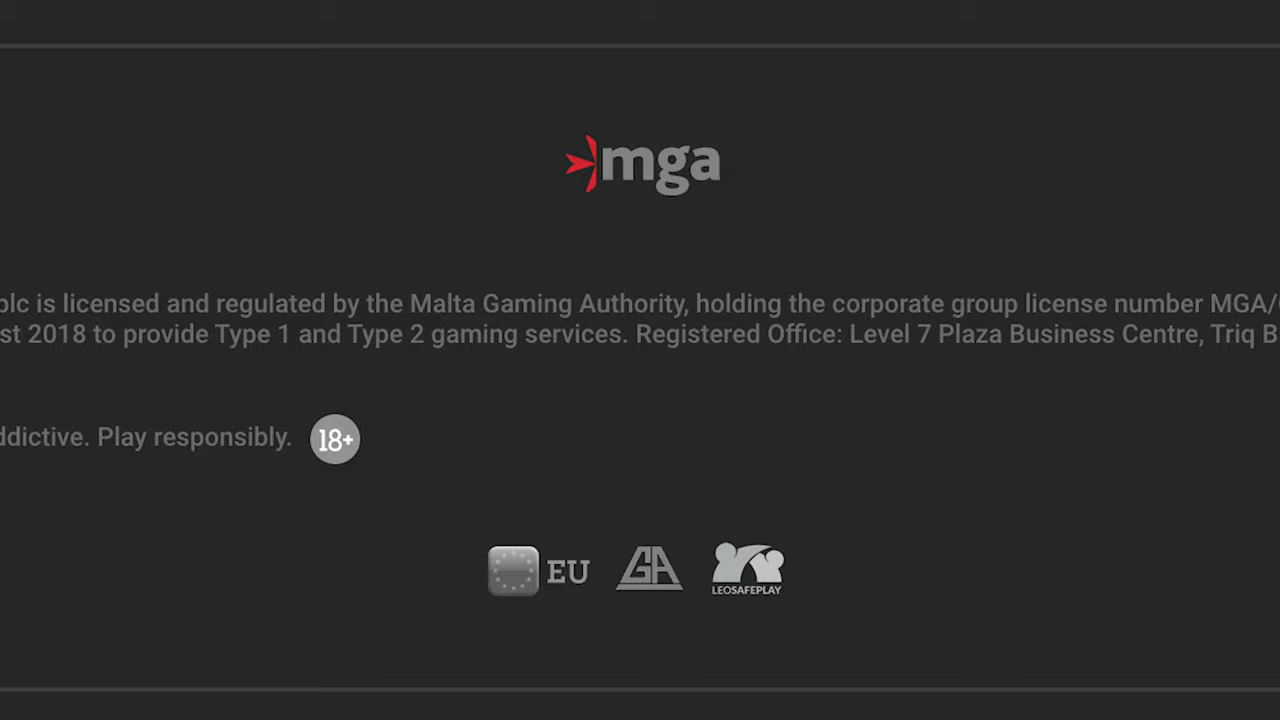 mga
plc is licensed and regulated by the Malta Gaming Authority, holding the corporate group license number MGA/
st 2018 to provide Type 1 and Type 2 gaming services. Registered Office: Level 7 Plaza Business Centre, Triq B
ddictive. Play responsibly. 18+
EU GA LEOSAFEPLAY